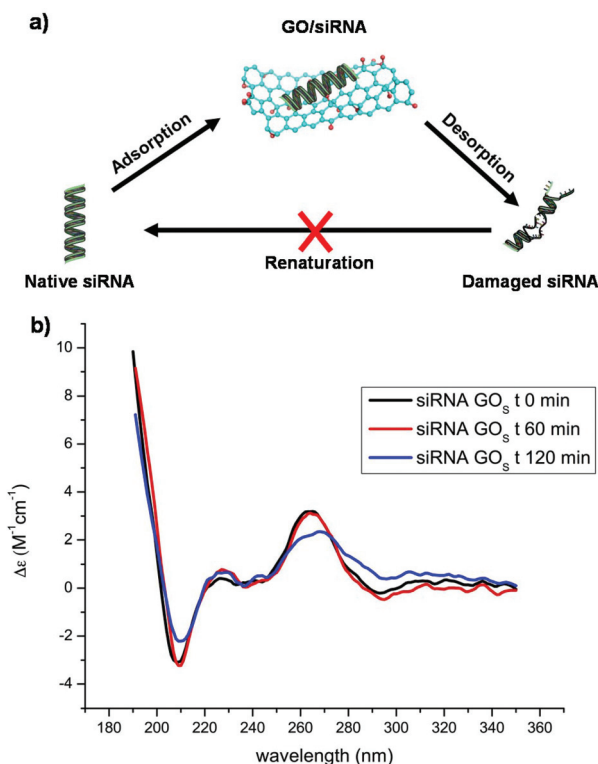 a)
GO/siRNA
Adsorption
Desorption
Renaturation
Native siRNA
Damaged siRNA
b)
10
8
6
4
2
0
-2
-4
Δε (M⁻¹cm⁻¹)
siRNA GOₛ t 0 min
siRNA GOₛ t 60 min
siRNA GOₛ t 120 min
180 200 220 240 260 280 300 320 340 360
wavelength (nm)